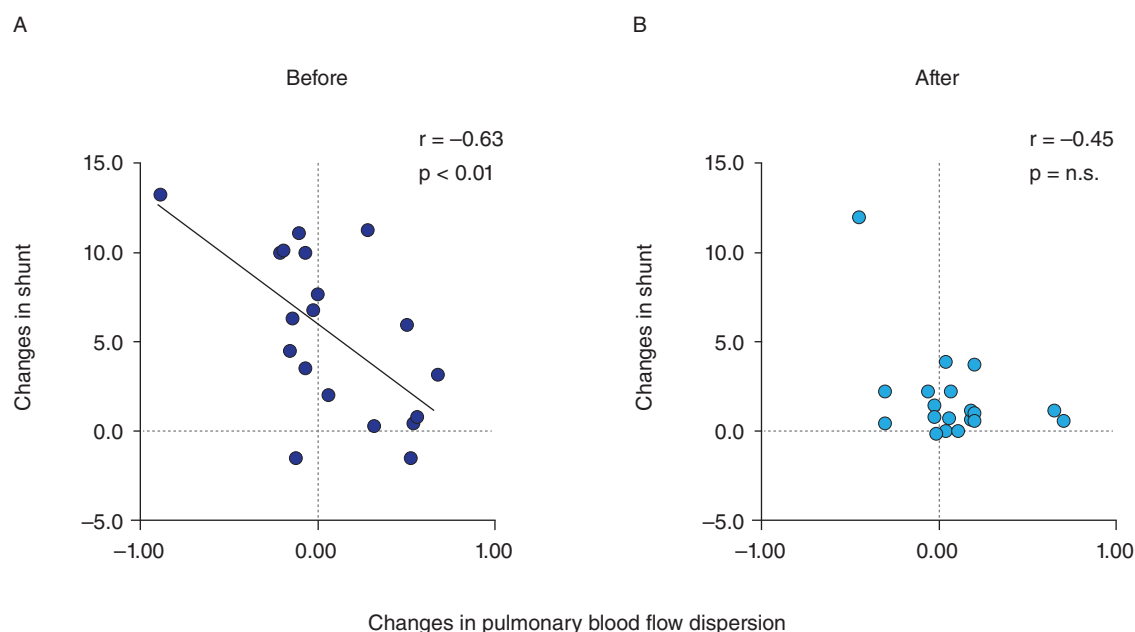 A
Before
r = –0.63
p < 0.01
15.0
10.0
5.0
0.0
–5.0
–1.00
0.00
1.00
Changes in shunt
B
After
r = –0.45
p = n.s.
15.0
10.0
5.0
0.0
–5.0
–1.00
0.00
1.00
Changes in shunt
Changes in pulmonary blood flow dispersion